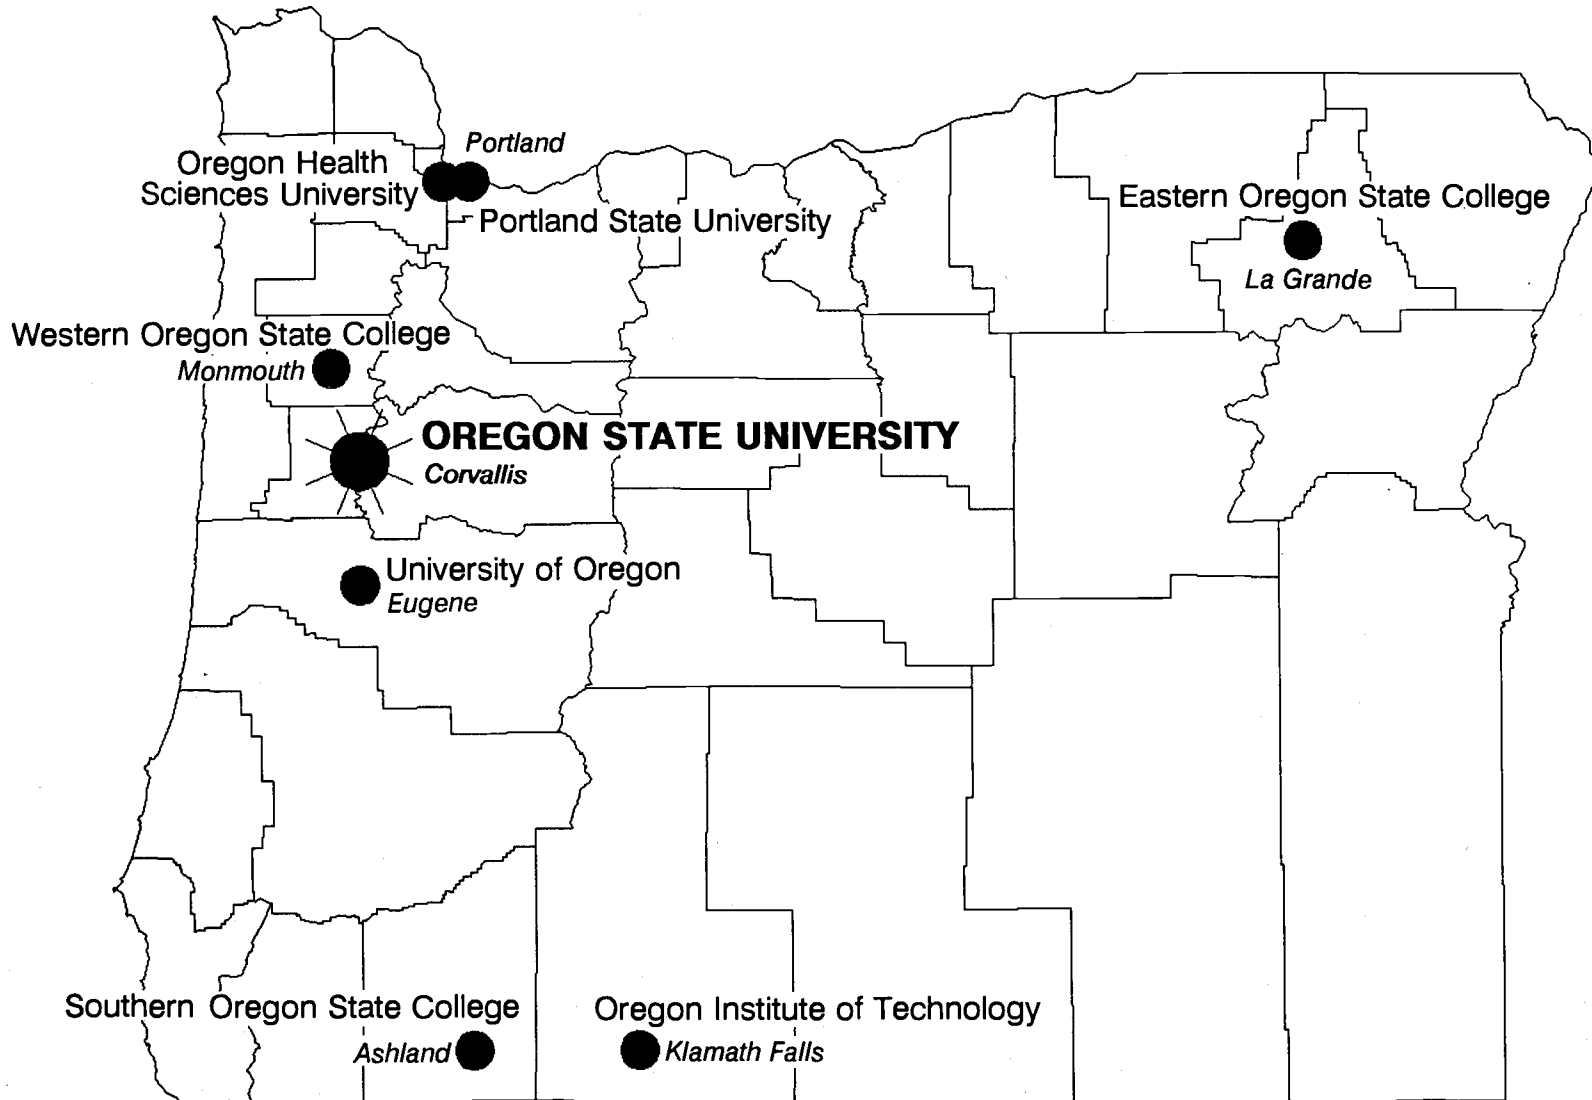 Portland
Oregon Health
Sciences University
Portland State University
Eastern Oregon State College
La Grande
Western Oregon State College
Monmouth
OREGON STATE UNIVERSITY
Corvallis
University of Oregon
Eugene
Southern Oregon State College
Ashland
Oregon Institute of Technology
Klamath Falls